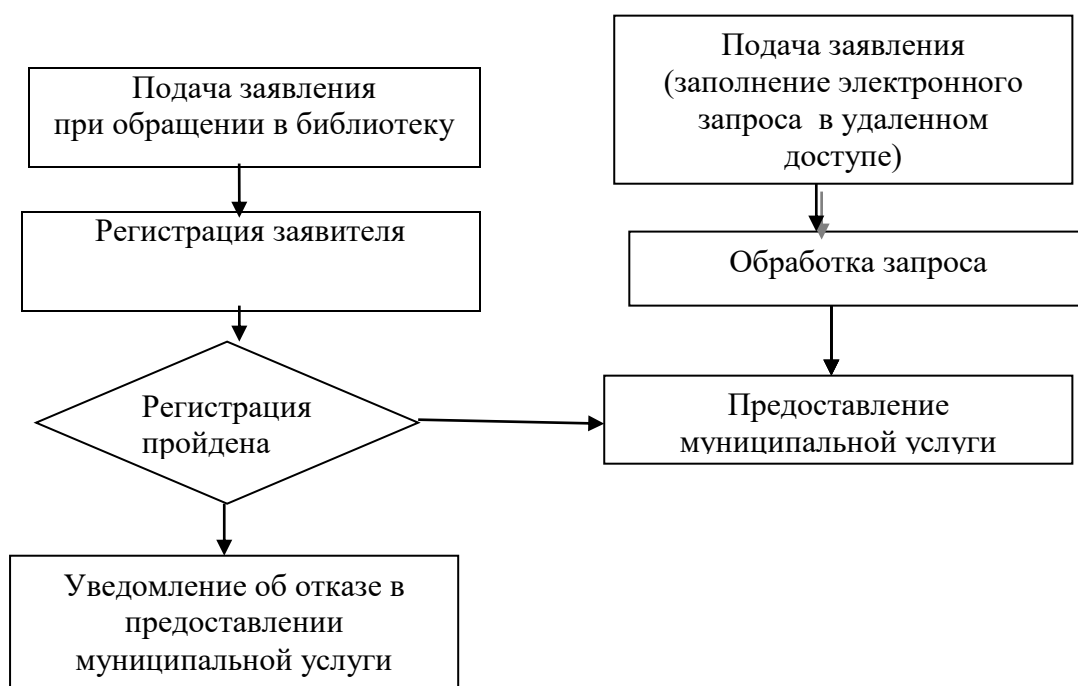 Подача заявления
при обращении в библиотеку
Регистрация заявителя
Регистрация
пройдена
Уведомление об отказе в
предоставлении
муниципальной услуги
Подача заявления
(заполнение электронного
запроса в удаленном
доступе)
Обработка запроса
Предоставление
муниципальной услуги